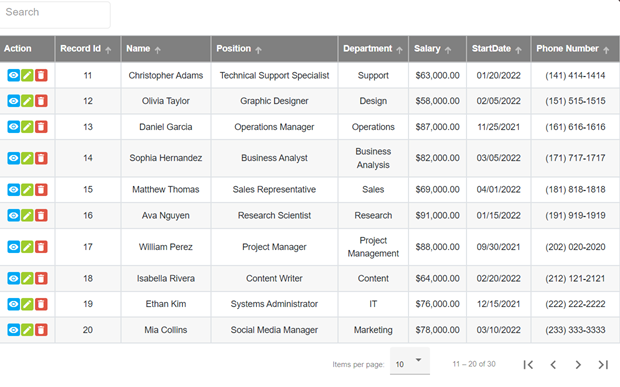 Search
Action Record Id Name Position Department Salary StartDate Phone Number
11 Christopher Adams Technical Support Specialist Support $63,000.00 01/20/2022 (141) 414-1414
12 Olivia Taylor Graphic Designer Design $58,000.00 02/05/2022 (151) 515-1515
13 Daniel Garcia Operations Manager Operations $87,000.00 11/25/2021 (161) 616-1616
14 Sophia Hernandez Business Analyst Business Analysis $82,000.00 03/05/2022 (171) 717-1717
15 Matthew Thomas Sales Representative Sales $69,000.00 04/01/2022 (181) 818-1818
16 Ava Nguyen Research Scientist Research $91,000.00 01/15/2022 (191) 919-1919
17 William Perez Project Manager Project Management $88,000.00 09/30/2021 (202) 020-2020
18 Isabella Rivera Content Writer Content $64,000.00 02/20/2022 (212) 121-2121
19 Ethan Kim Systems Administrator IT $76,000.00 12/15/2021 (222) 222-2222
20 Mia Collins Social Media Manager Marketing $78,000.00 03/10/2022 (233) 333-3333
Items per page: 10 11 – 20 of 30